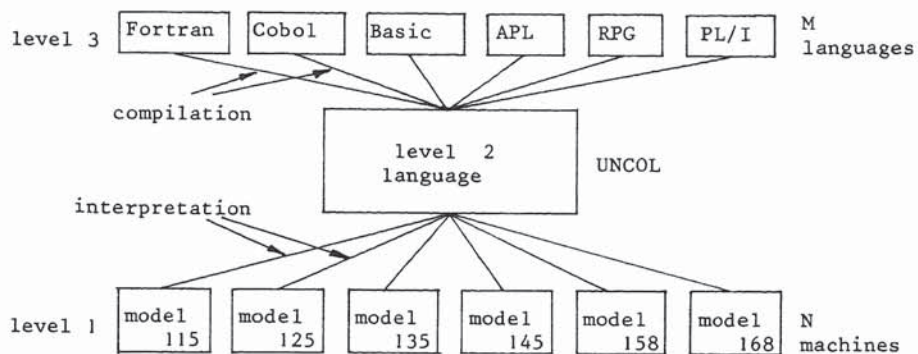 level 3
Fortran
Cobol
Basic
APL
RPG
PL/I
M
languages
compilation
level 2
language
UNCOL
interpretation
level 1
model
115
model
125
model
135
model
145
model
158
model
168
N
machines